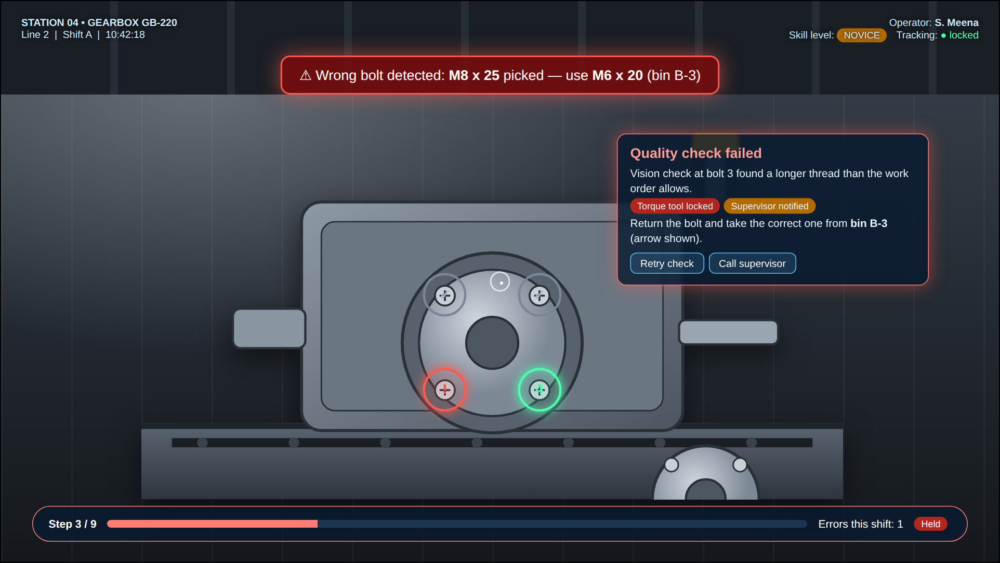 STATION 04 • GEARBOX GB-220
Line 2 | Shift A | 10:42:18
Operator: S. Meena
Skill level: NOVICE Tracking: ● locked
⚠ Wrong bolt detected: M8 x 25 picked — use M6 x 20 (bin B-3)
Quality check failed
Vision check at bolt 3 found a longer thread than the work
order allows.
Torque tool locked Supervisor notified
Return the bolt and take the correct one from bin B-3
(arrow shown).
Retry check Call supervisor
✓ ✓
! 4
Step 3 / 9
Errors this shift: 1 Held